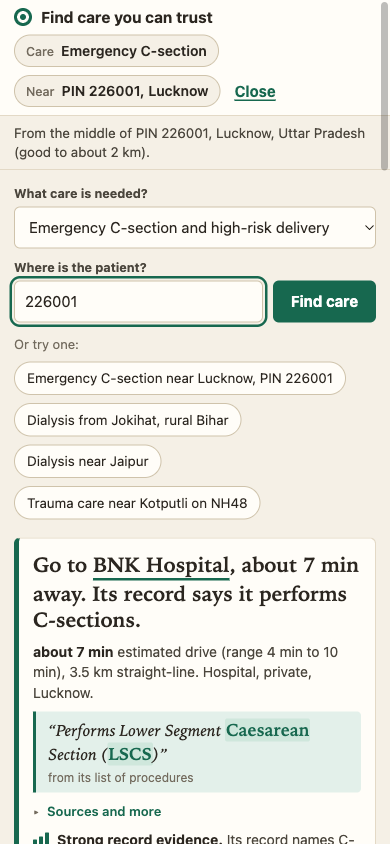 Find care you can trust
Care Emergency C-section
Near PIN 226001, Lucknow Close
From the middle of PIN 226001, Lucknow, Uttar Pradesh
(good to about 2 km).
What care is needed?
Emergency C-section and high-risk delivery
Where is the patient?
226001 Find care
Or try one:
Emergency C-section near Lucknow, PIN 226001
Dialysis from Jokihat, rural Bihar
Dialysis near Jaipur
Trauma care near Kotputli on NH48
Go to BNK Hospital, about 7 min
away. Its record says it performs
C-sections.
about 7 min estimated drive (range 4 min to 10
min), 3.5 km straight-line. Hospital, private,
Lucknow.
“Performs Lower Segment Caesarean
Section (LSCS)”
from its list of procedures
Sources and more
Strong record evidence. Its record names C-